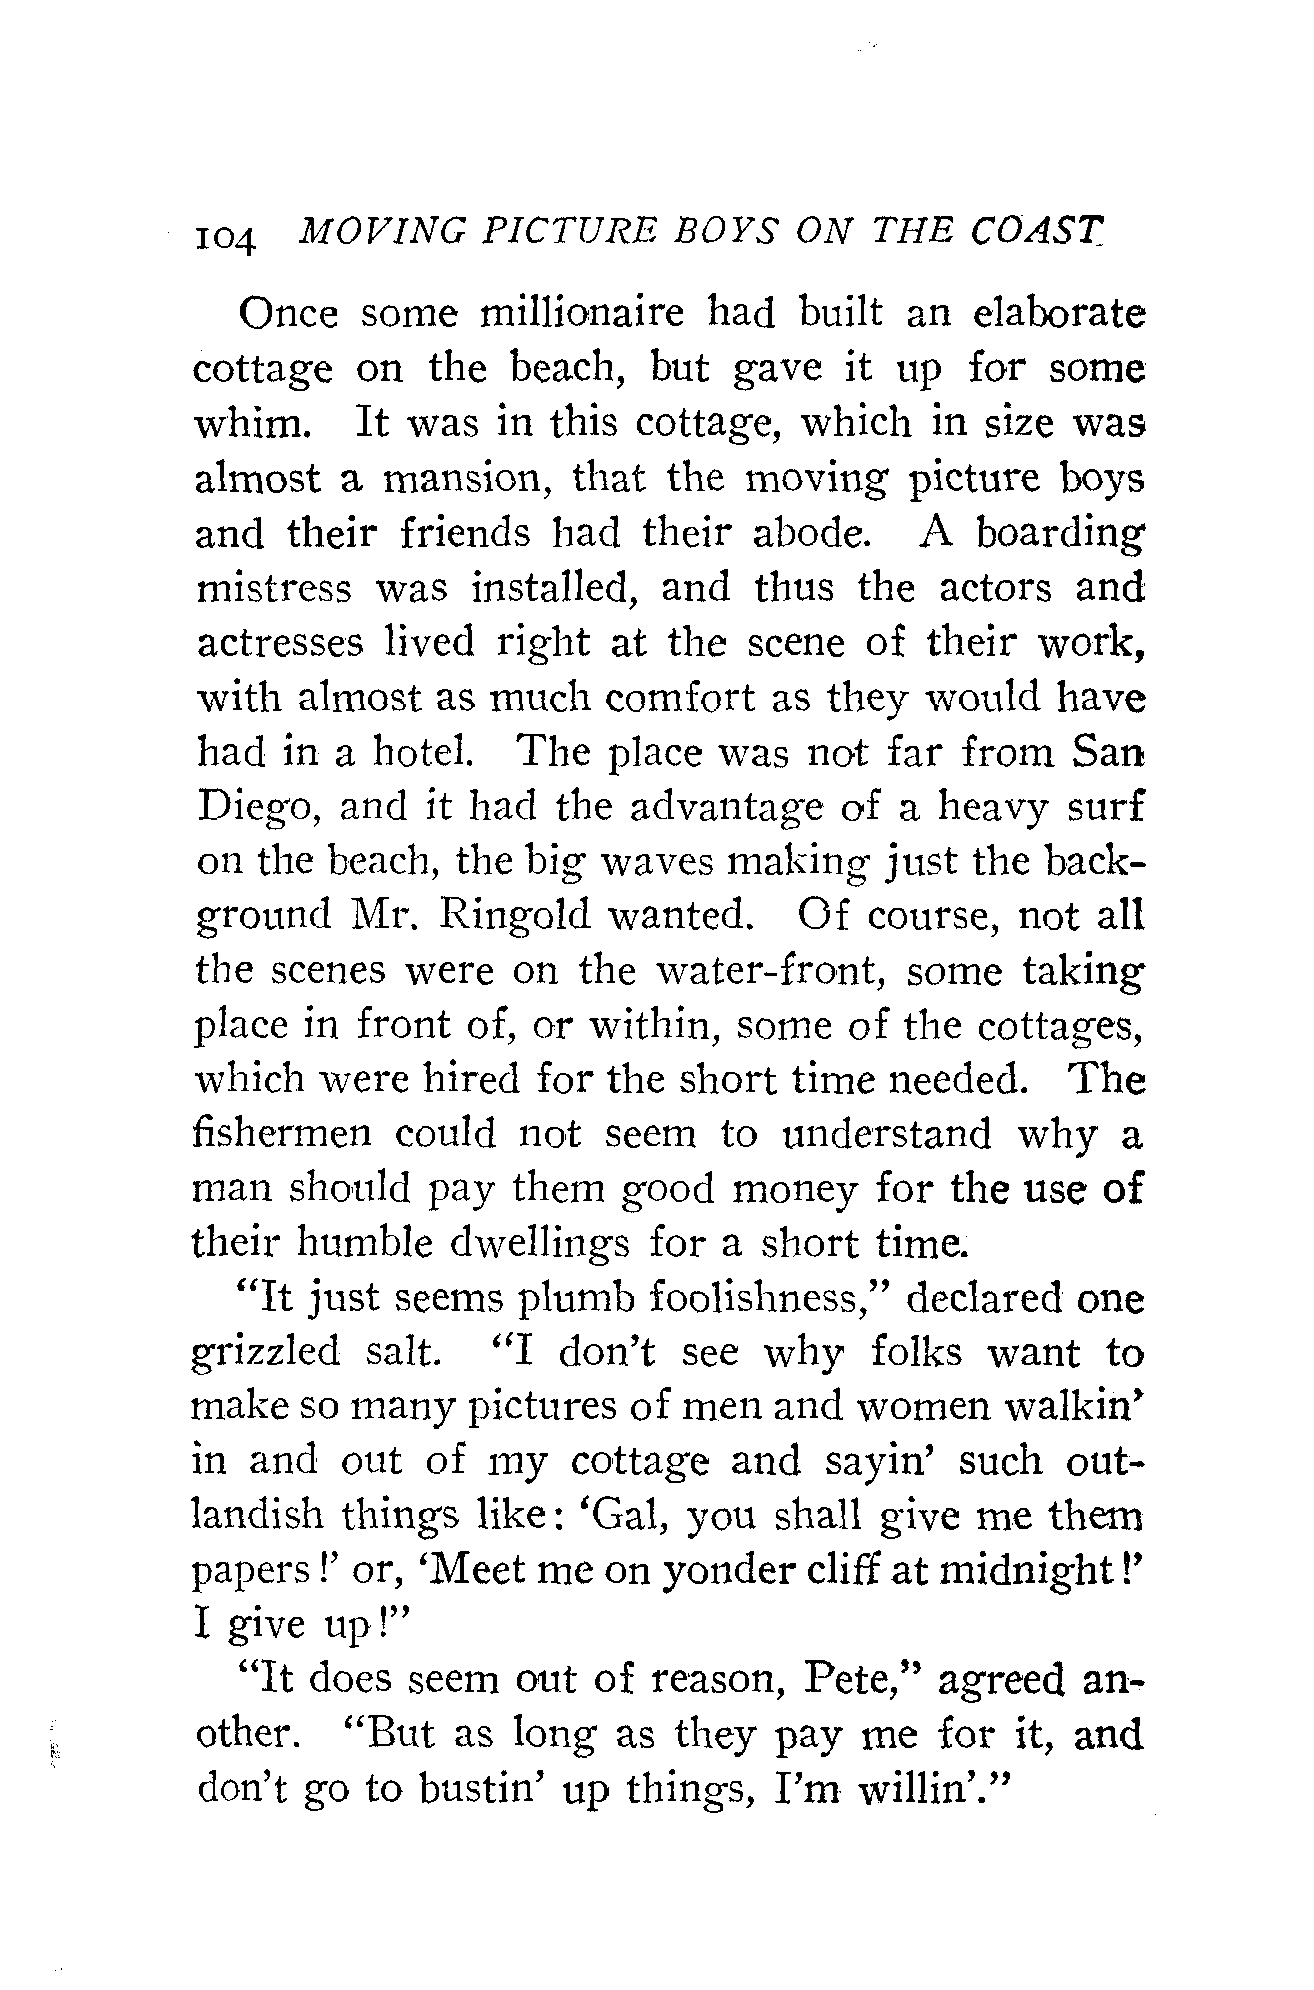 104 MOVING PICTURE BOYS ON THE COAST
Once some millionaire had built an elaborate
cottage on the beach, but gave it up for some
whim. It was in this cottage, which in size was
almost a mansion, that the moving picture boys
and their friends had their abode. A boarding
mistress was installed, and thus the actors and
actresses lived right at the scene of their work,
with almost as much comfort as they would have
had in a hotel. The place was not far from San
Diego, and it had the advantage of a heavy surf
on the beach, the big waves making just the back-
ground Mr. Ringold wanted. Of course, not all
the scenes were on the water-front, some taking
place in front of, or within, some of the cottages,
which were hired for the short time needed. The
fishermen could not seem to understand why a
man should pay them good money for the use of
their humble dwellings for a short time.
"It just seems plumb foolishness," declared one
grizzled salt. "I don't see why folks want to
make so many pictures of men and women walkin'
in and out of my cottage and sayin' such out-
landish things like: 'Gal, you shall give me them
papers!' or, 'Meet me on yonder cliff at midnight!'
I give up!"
"It does seem out of reason, Pete," agreed an-
other. "But as long as they pay me for it, and
don't go to bustin' up things, I'm willin'."